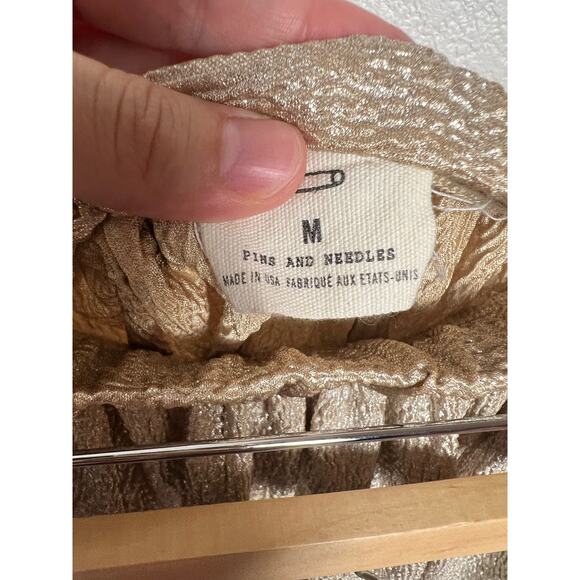 M
PINS AND NEEDLES
MADE IN USA FABRIQUÉ AUX ETATS-UNIS